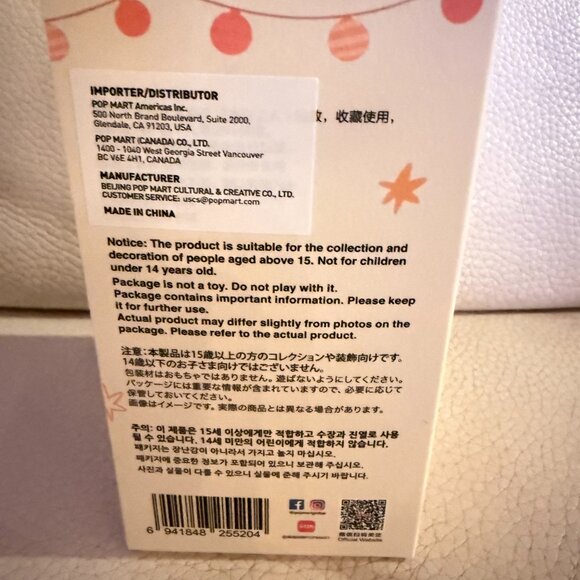 IMPORTER/DISTRIBUTOR
POP MART Americas Inc.
500 North Brand Boulevard, Suite 2000,
Glendale, CA 91203, USA
POP MART (CANADA) CO., LTD.
1400 - 1040 West Georgia Street Vancouver
BC V6E 4H1, CANADA
MANUFACTURER
BEIJING POP MART CULTURAL & CREATIVE CO., LTD.
CUSTOMER SERVICE: uscs@popmart.com
MADE IN CHINA
收藏使用，
Notice: The product is suitable for the collection and
decoration of people aged above 15. Not for children
under 14 years old.
Package is not a toy. Do not play with it.
Package contains important information. Please keep
it for further use.
Actual product may differ slightly from photos on the
package. Please refer to the actual product.
注意：本製品は15歳以上の方のコレクションや装飾向けです。
14歳以下のお子さま向けではございません。
包装材はおもちゃではありません。遊ばないようにしてください。
パッケージには重要な情報が含まれていますので、必要に応じて
保管しておいてください。
画像はイメージです。実際の商品とは異なる場合があります。
주의: 이 제품은 15세 이상에게만 적합하고 수장과 진열로 사용
될 수 있습니다. 14세 미만의 어린이에게 적합하지 않습니다.
패키지는 장난감이 아니라서 가지고 놀지 마십시오.
패키지에 중요한 정보가 포함되어 있으니 보관해 주십시오.
사진과 실물이 다를 수 있으니 실물에 준해 주시기 바랍니다.
6 941848 255204
Official Website